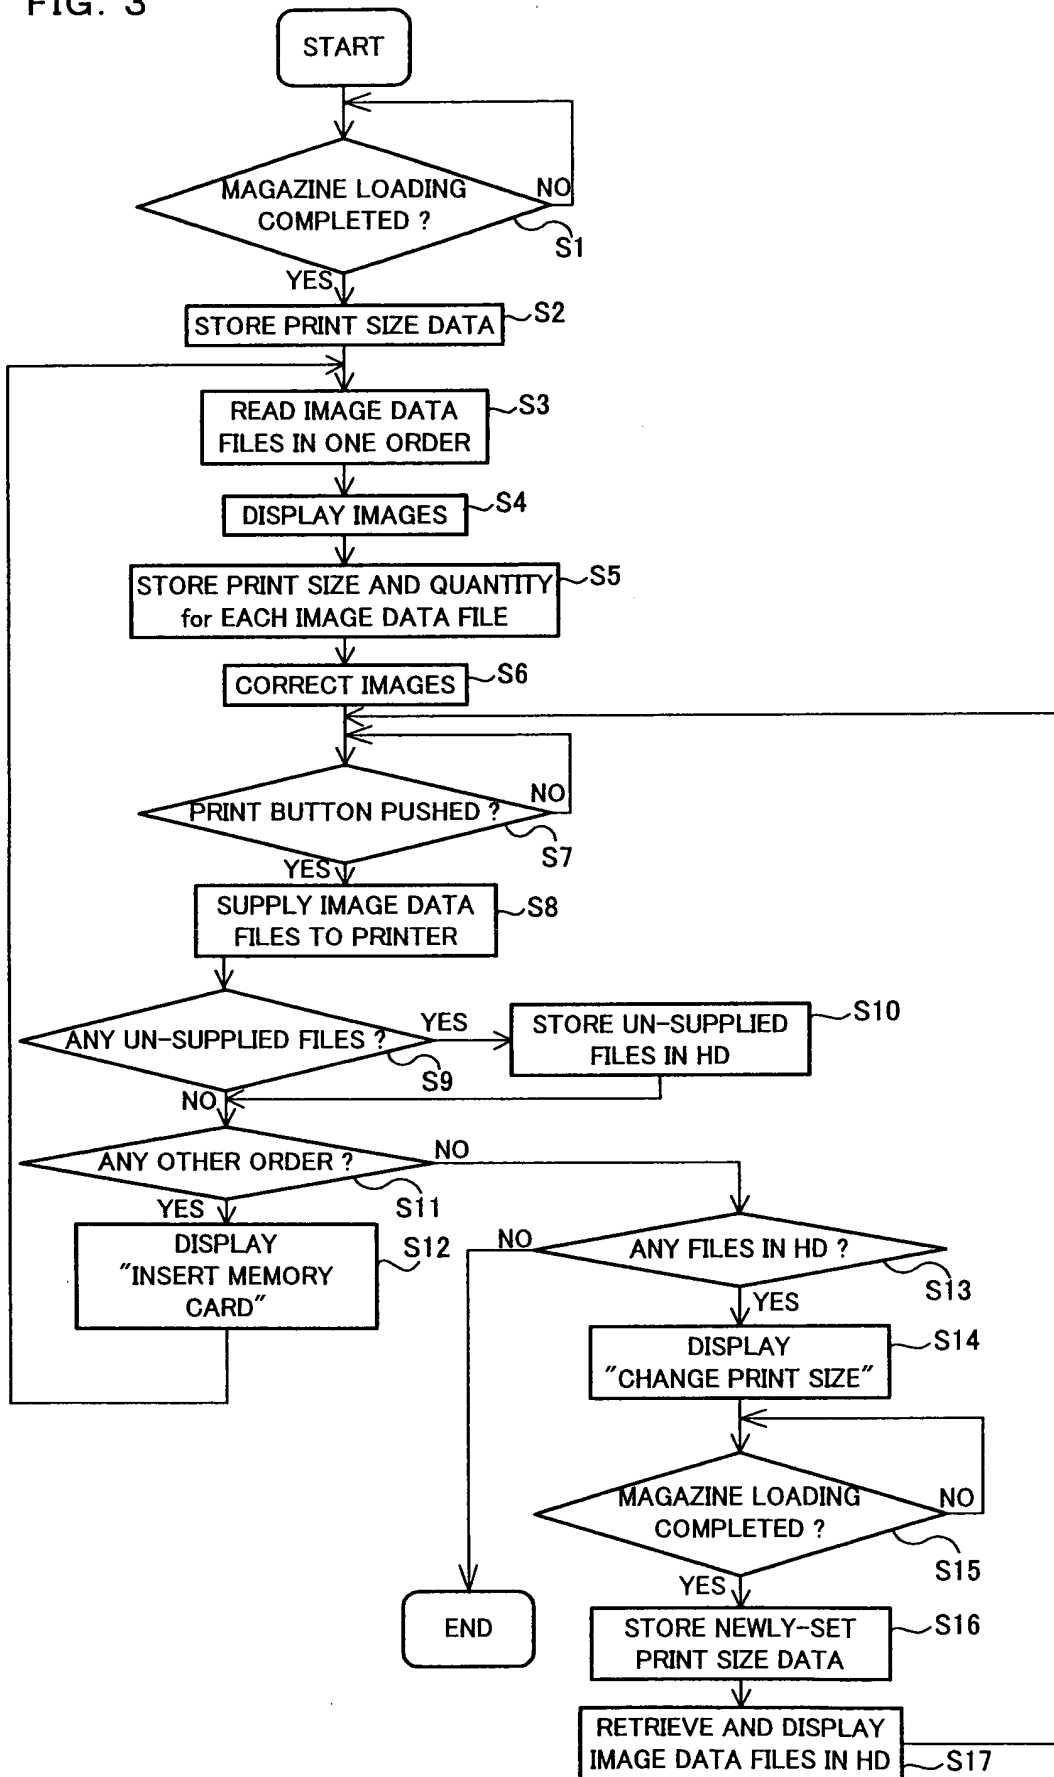 FIG. 3
START
MAGAZINE LOADING
COMPLETED ?
NO
S1
YES
STORE PRINT SIZE DATA
S2
READ IMAGE DATA
FILES IN ONE ORDER
S3
DISPLAY IMAGES
S4
STORE PRINT SIZE AND QUANTITY
for EACH IMAGE DATA FILE
S5
CORRECT IMAGES
S6
PRINT BUTTON PUSHED ?
NO
S7
YES
SUPPLY IMAGE DATA
FILES TO PRINTER
S8
ANY UN-SUPPLIED FILES ?
YES
S9
STORE UN-SUPPLIED
FILES IN HD
S10
NO
ANY OTHER ORDER ?
NO
S11
YES
DISPLAY
"INSERT MEMORY
CARD"
S12
ANY FILES IN HD ?
NO
S13
YES
DISPLAY
"CHANGE PRINT SIZE"
S14
MAGAZINE LOADING
COMPLETED ?
NO
S15
YES
END
STORE NEWLY-SET
PRINT SIZE DATA
S16
RETRIEVE AND DISPLAY
IMAGE DATA FILES IN HD
S17